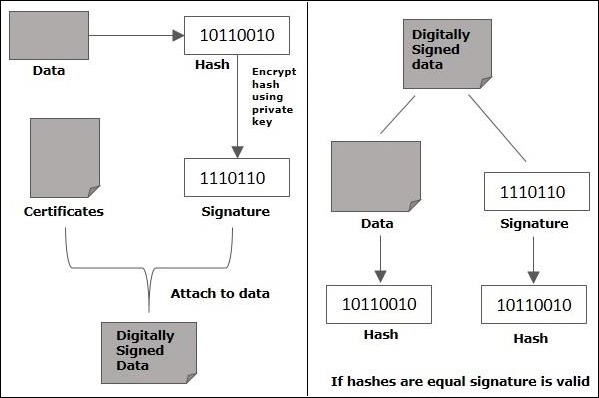 10110010
Data
Hash
Encrypt
hash
using
private
key
1110110
Certificates
Signature
Attach to data
Digitally
Signed
Data
Digitally
Signed
data
1110110
Data
Signature
10110010
10110010
Hash
Hash
If hashes are equal signature is valid